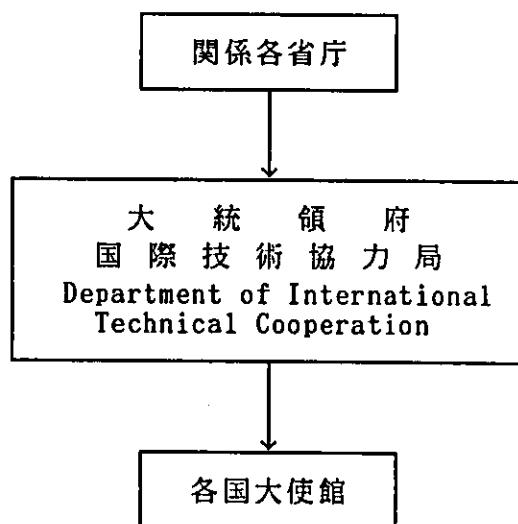 関係各省庁
大統領府
国際技術協力局
Department of International
Technical Cooperation
各国大使館